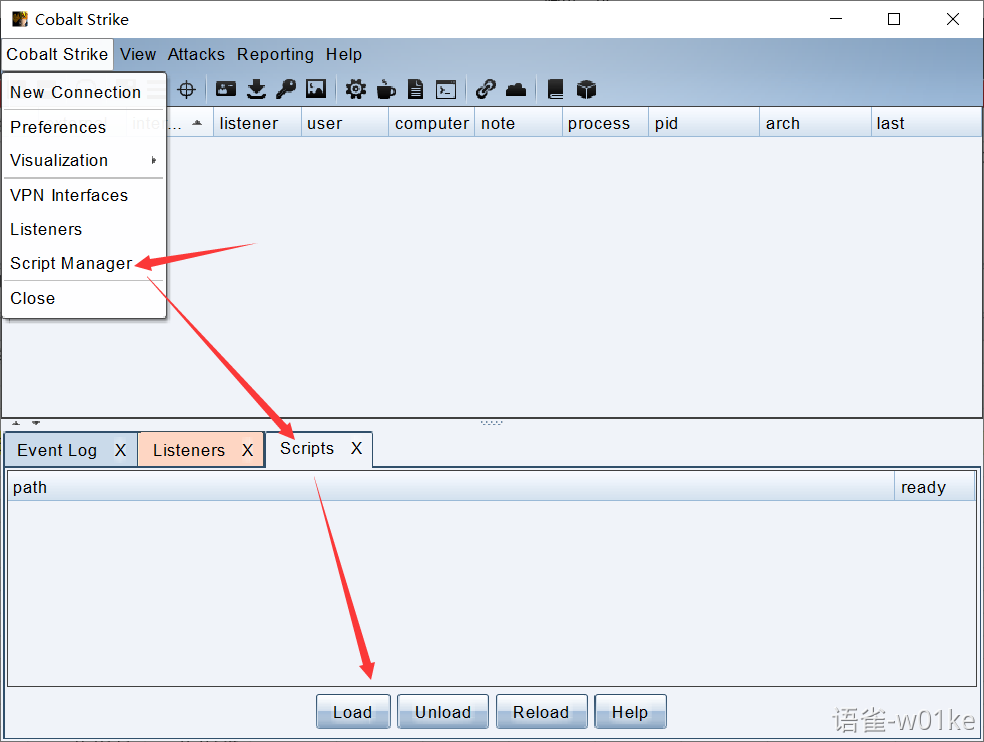 Cobalt Strike
Cobalt Strike View Attacks Reporting Help
New Connection
Preferences
Visualization
VPN Interfaces
Listeners
Script Manager
Close
inter... listener user computer note process pid arch last
Event Log X Listeners X Scripts X
path ready
Load Unload Reload Help
语雀-w01ke